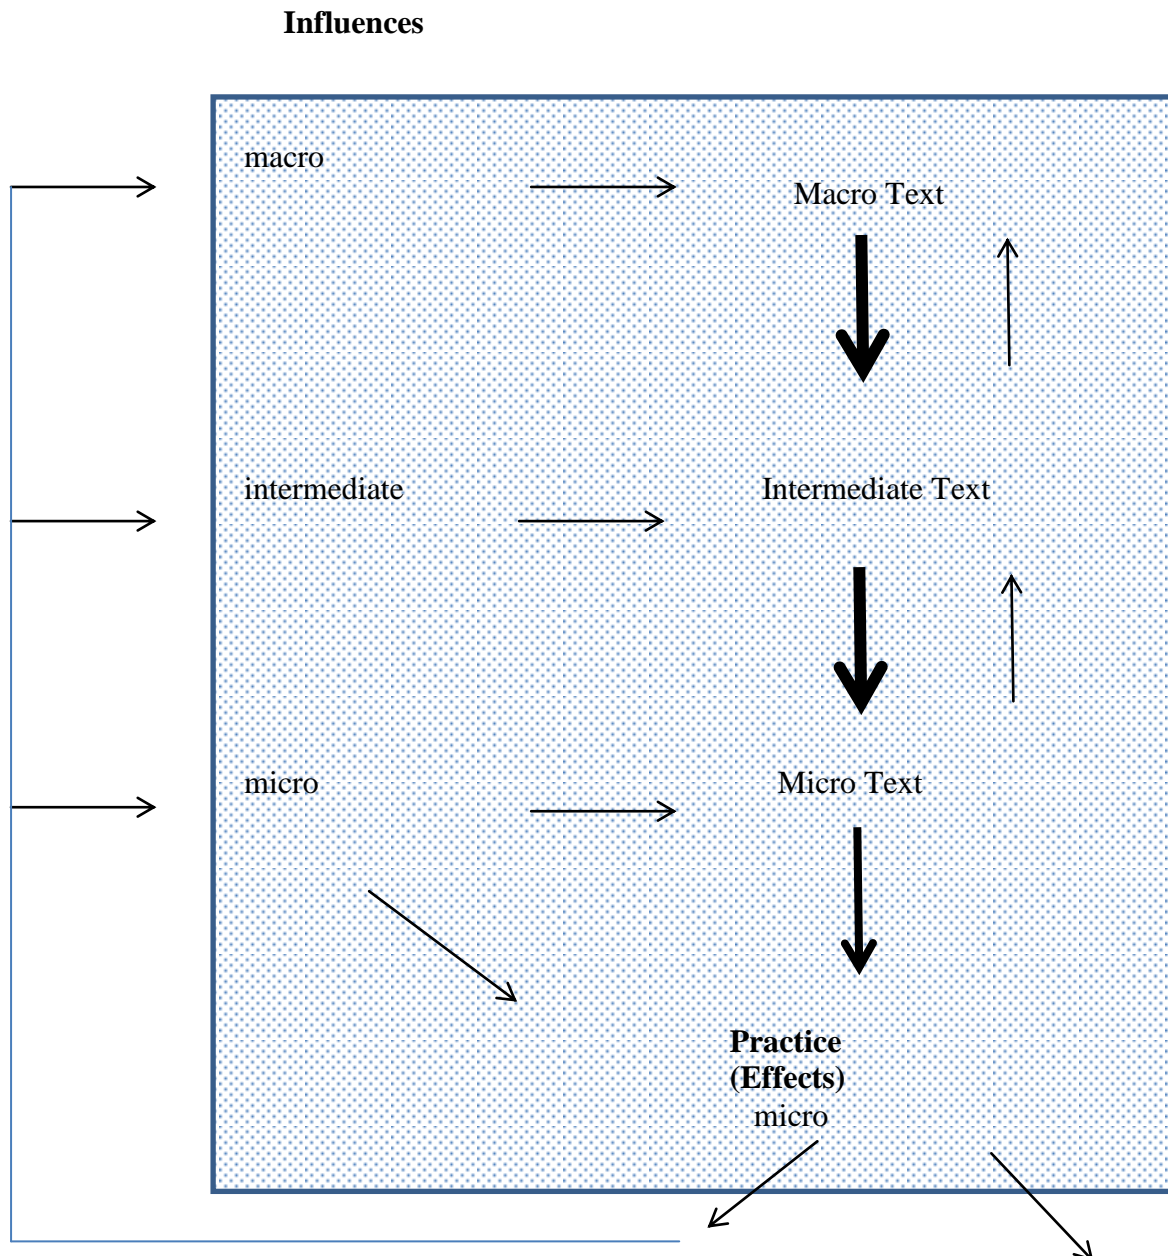 Influences
macro
Macro Text
intermediate
Intermediate Text
micro
Micro Text
Practice
(Effects)
micro